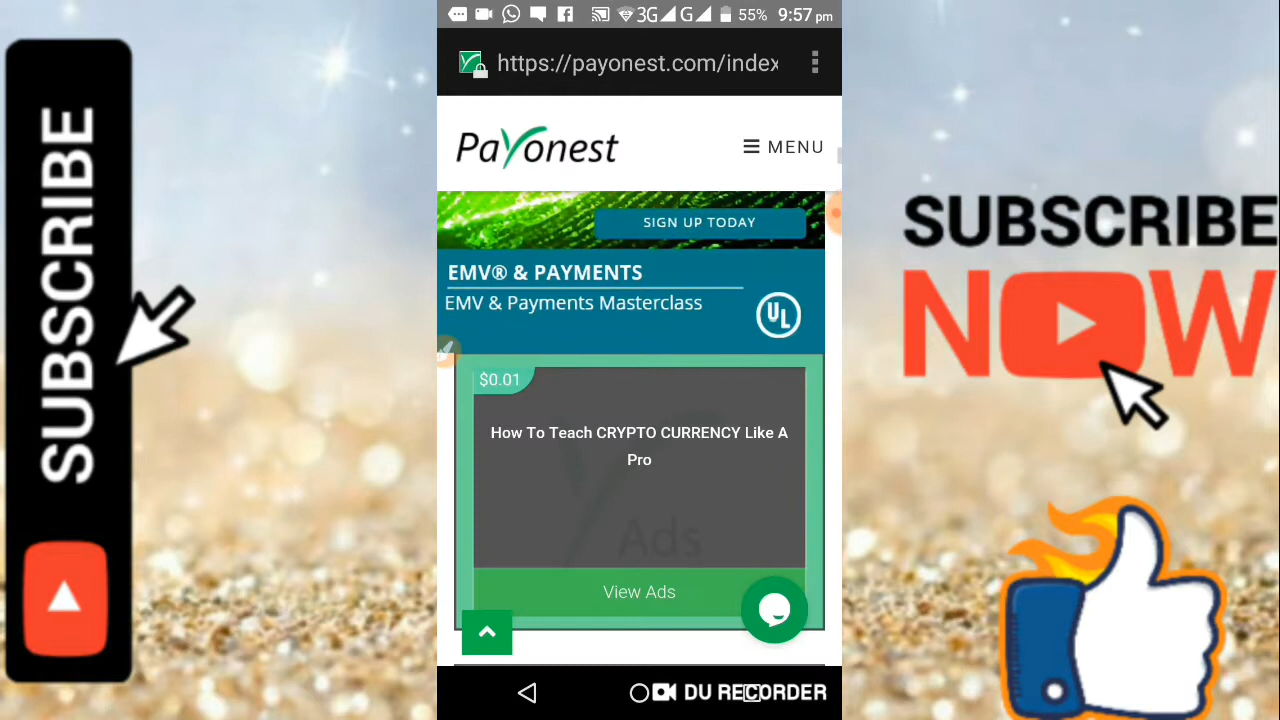 SUBSCRIBE
3G G 55% 9:57 pm
https://payonest.com/index
PaYonest
MENU
SIGN UP TODAY
EMV® & PAYMENTS
EMV & Payments Masterclass
UL
$0.01
How To Teach CRYPTO CURRENCY Like A
Pro
Ads
View Ads
DU RECORDER
SUBSCRIBE
NOW